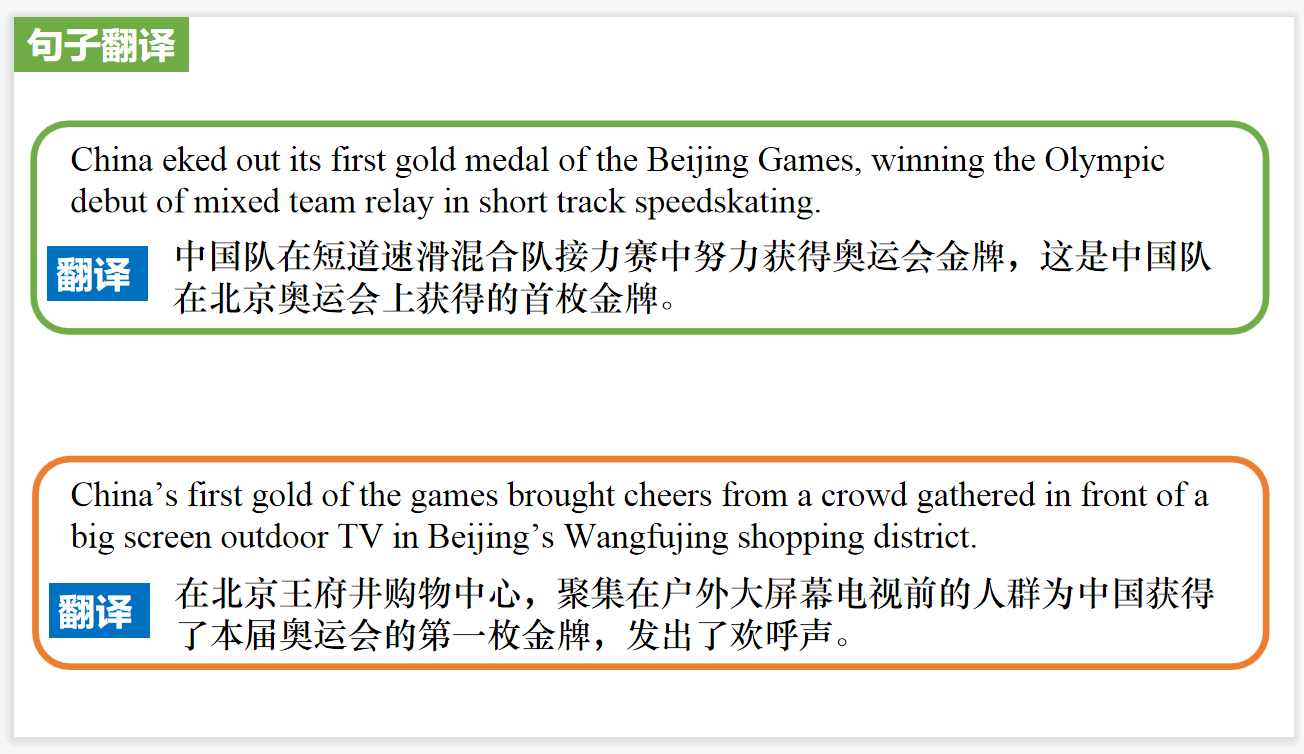 句子翻译
China eked out its first gold medal of the Beijing Games, winning the Olympic
debut of mixed team relay in short track speedskating.
翻译
中国队在短道速滑混合队接力赛中努力获得奥运会金牌，这是中国队
在北京奥运会上获得的首枚金牌。
China’s first gold of the games brought cheers from a crowd gathered in front of a
big screen outdoor TV in Beijing’s Wangfujing shopping district.
翻译
在北京王府井购物中心，聚集在户外大屏幕电视前的人群为中国获得
了本届奥运会的第一枚金牌，发出了欢呼声。